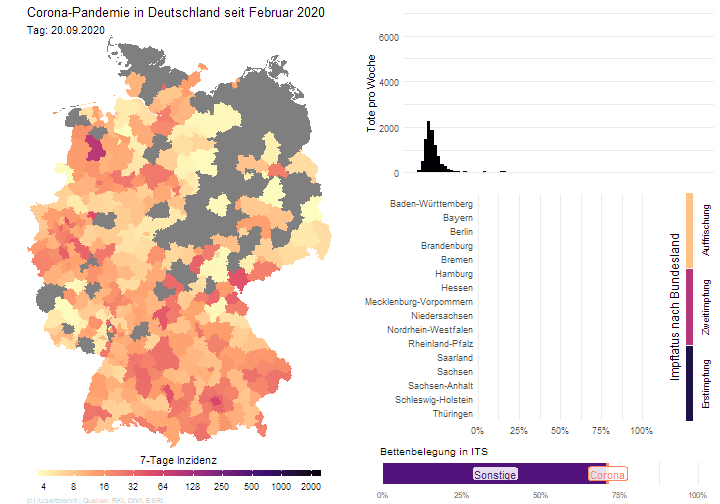 Corona-Pandemie in Deutschland seit Februar 2020
Tag: 20.09.2020
7-Tage Inzidenz
4 8 16 32 64 128 250 500 1000 2000
Quellen: RKI, DIVI, ESRI
Tote pro Woche
6000
4000
2000
0
Baden-Württemberg
Bayern
Berlin
Brandenburg
Bremen
Hamburg
Hessen
Mecklenburg-Vorpommern
Niedersachsen
Nordrhein-Westfalen
Rheinland-Pfalz
Saarland
Sachsen
Sachsen-Anhalt
Schleswig-Holstein
Thüringen
0% 25% 50% 75% 100%
Impfstatus nach Bundesland
Auffrischung
Zweitimpfung
Erstimpfung
Bettenbelegung in ITS
Sonstige Corona
0% 25% 50% 75% 100%